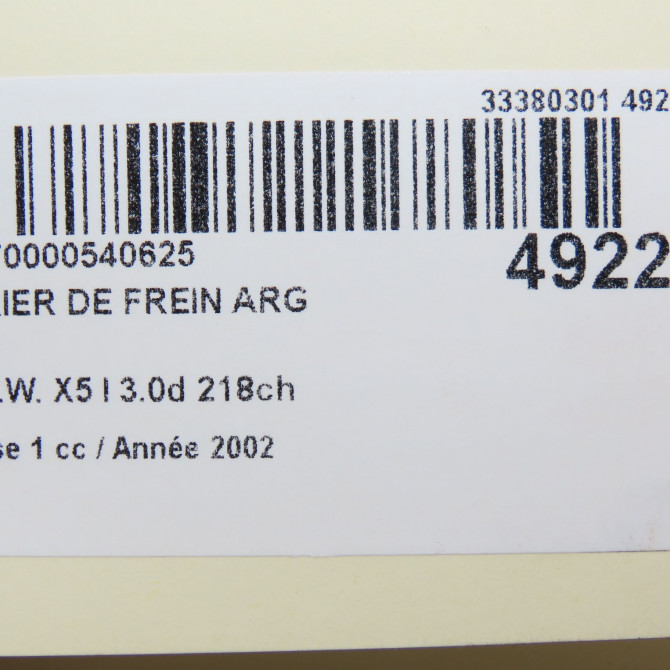 33380301 492
70000540625
4922
RIER DE FREIN ARG
.W. X5 I 3.0d 218ch
se 1 cc / Année 2002